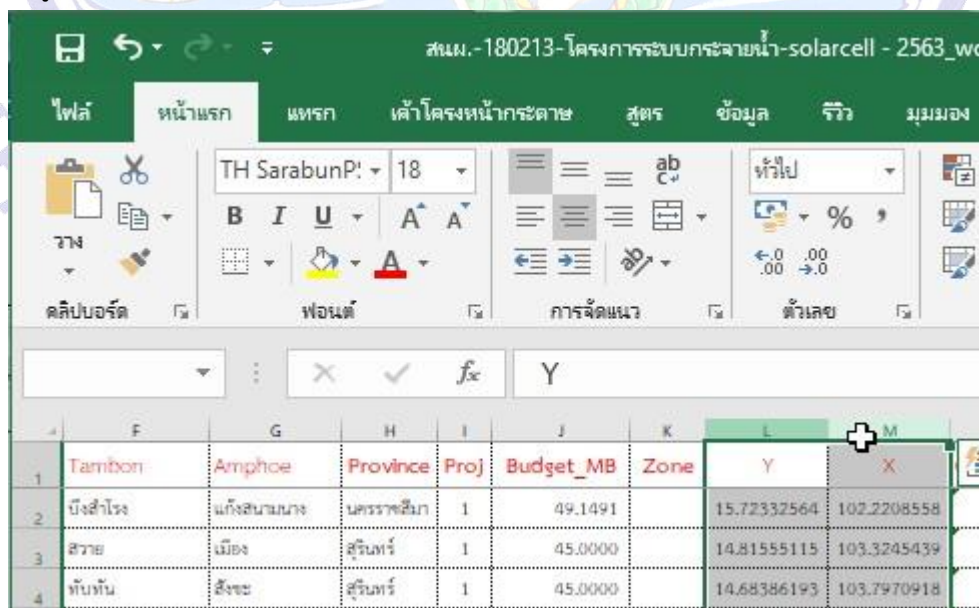 สนผ.-180213-โครงการระบบกระจายน้ำ-solarcell - 2563_wo
ไฟล์ หน้าแรก แทรก เค้าโครงหน้ากระดาษ สูตร ข้อมูล รีวิว มุมมอง
TH SarabunP: 18 ab ทั่วไป
วาง B I U A A % ,
คลิปบอร์ด ฟอนต์ การจัดแนว ตัวเลข
fx Y
F G H I J K L M
1 Tambon Amphoe Province Proj Budget_MB Zone Y X
2 บึงสำโรง แก้งสนามนาง นครราชสีมา 1 49.1491 15.72332564 102.2208558
3 สวาย เมือง สุรินทร์ 1 45.0000 14.81555115 103.3245439
4 ทับทัน สังขะ สุรินทร์ 1 45.0000 14.68386193 103.7970918